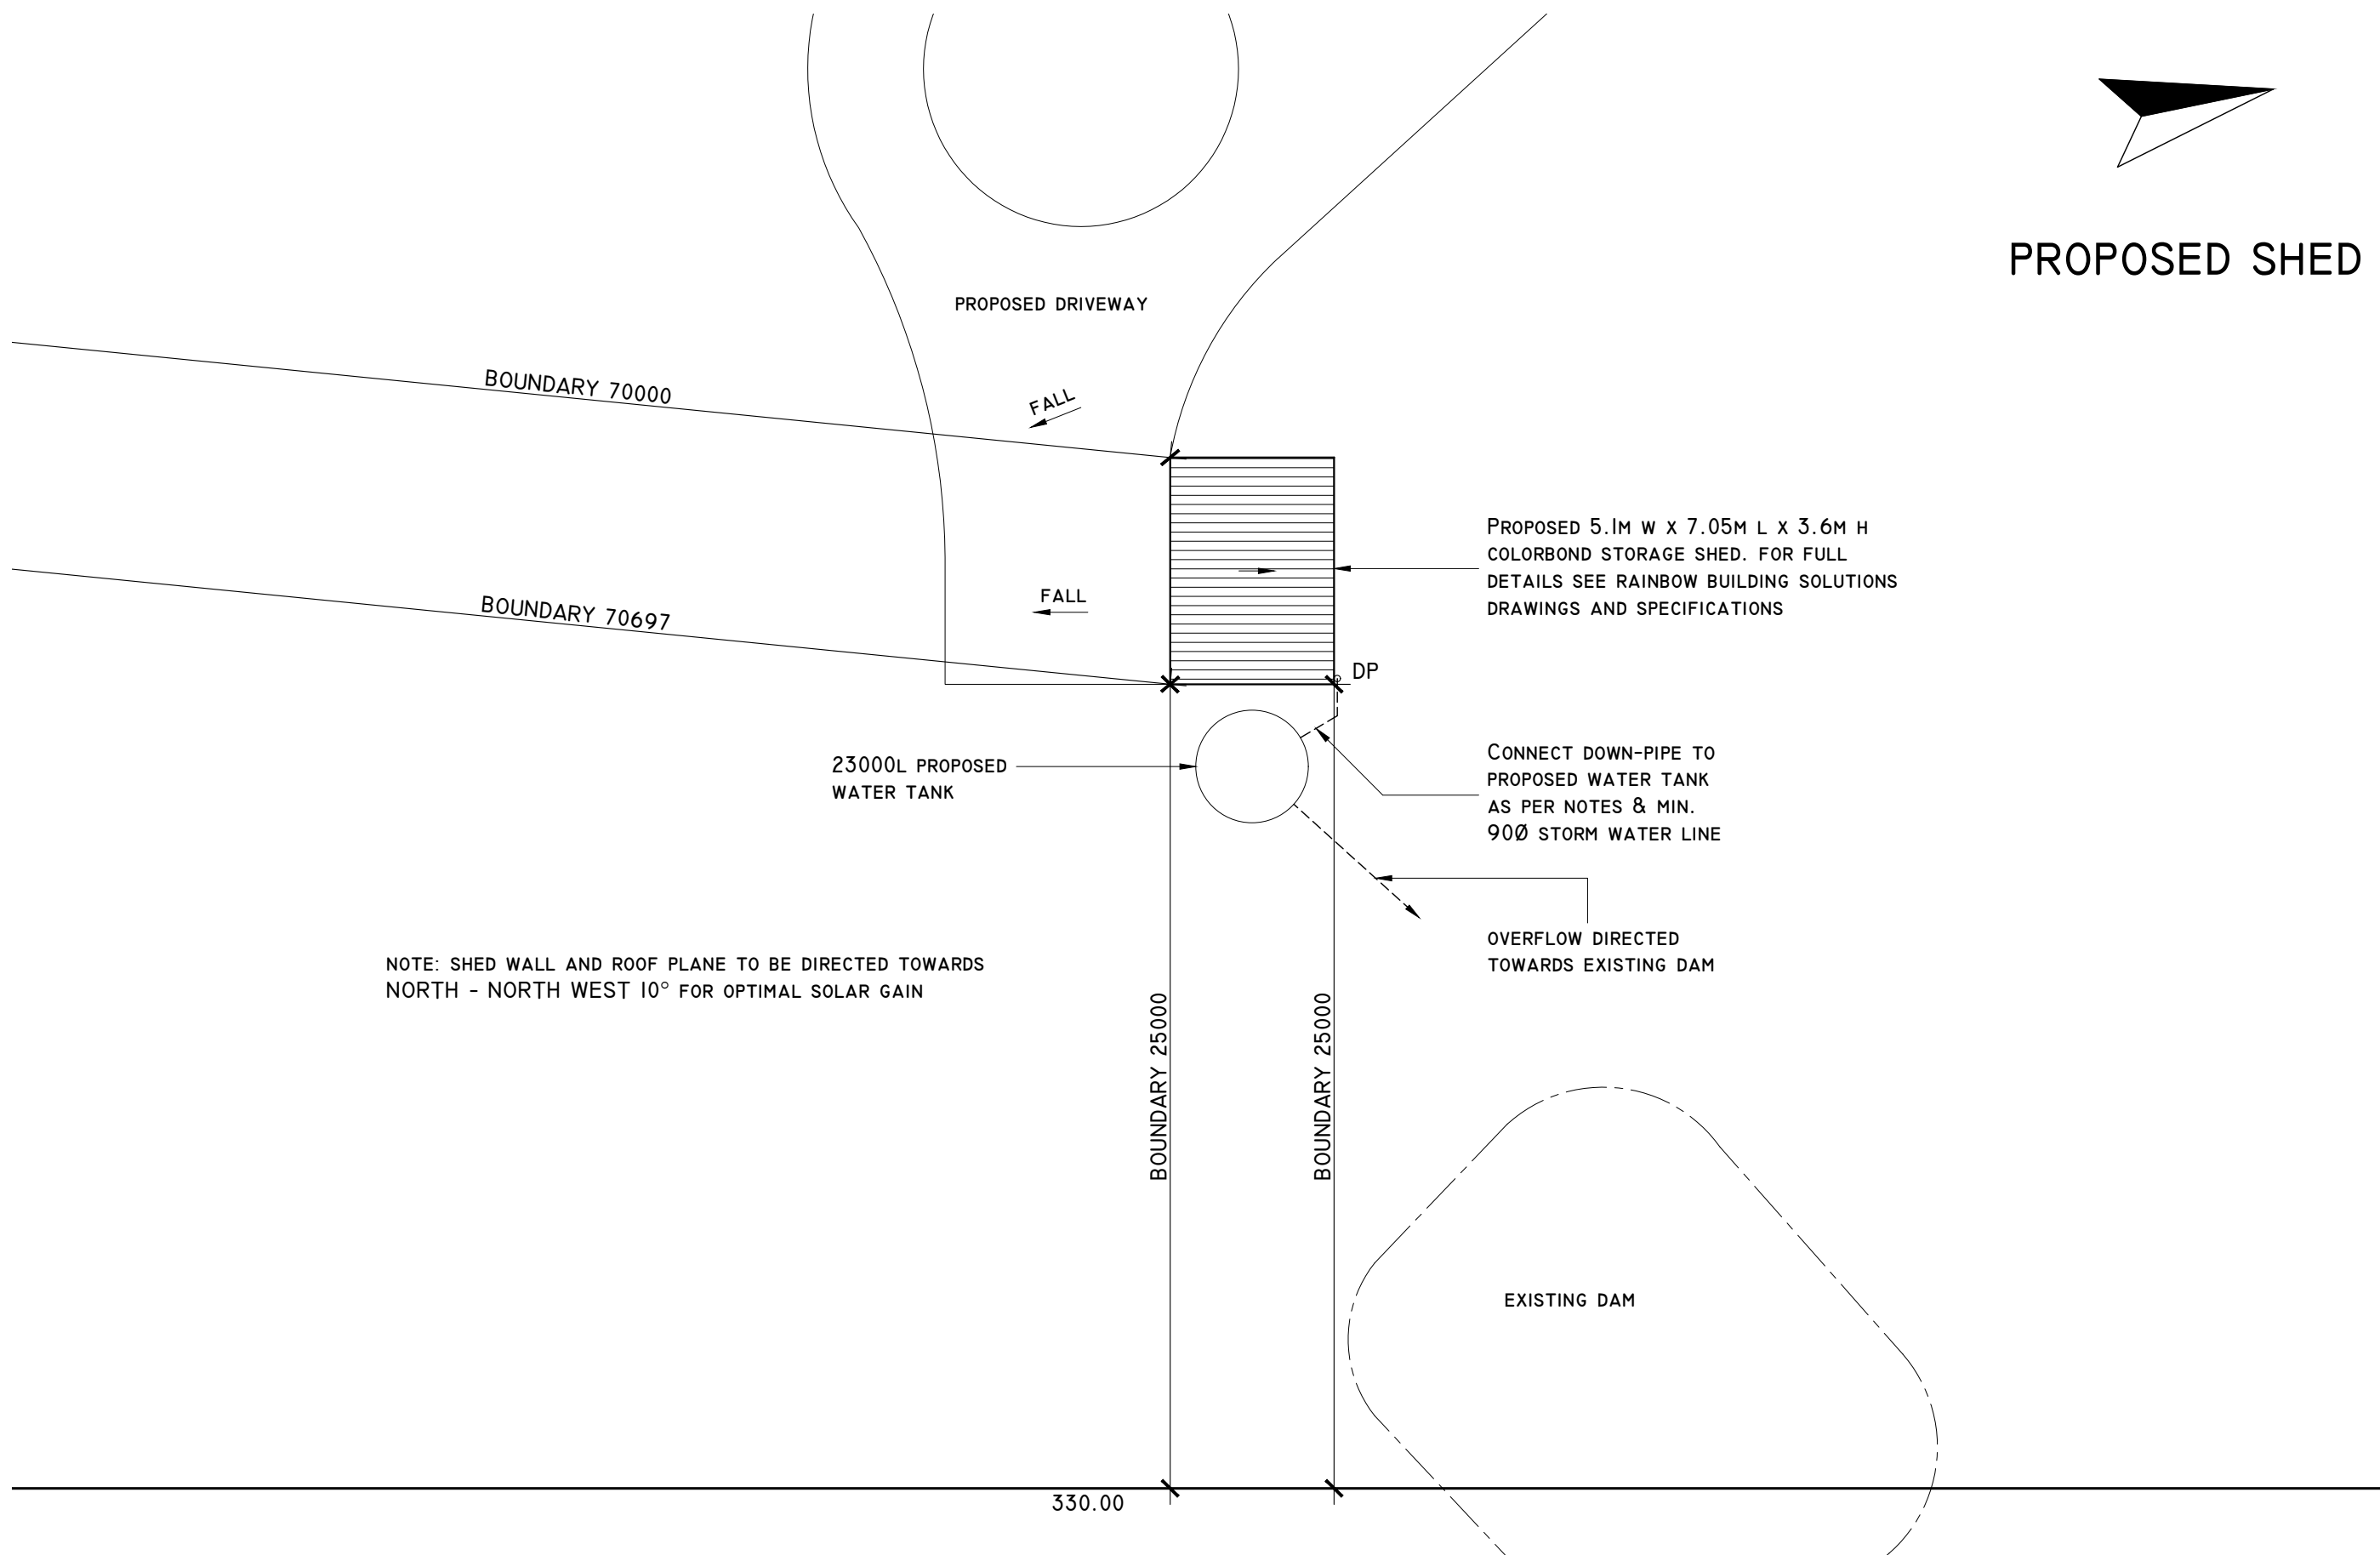 PROPOSED SHED
PROPOSED DRIVEWAY
BOUNDARY 70000
FALL
PROPOSED 5.1M W X 7.05M L X 3.6M H
COLORBOND STORAGE SHED. FOR FULL
DETAILS SEE RAINBOW BUILDING SOLUTIONS
DRAWINGS AND SPECIFICATIONS
FALL
BOUNDARY 70697
DP
23000L PROPOSED
WATER TANK
CONNECT DOWN-PIPE TO
PROPOSED WATER TANK
AS PER NOTES & MIN.
90Ø STORM WATER LINE
OVERFLOW DIRECTED
TOWARDS EXISTING DAM
NOTE: SHED WALL AND ROOF PLANE TO BE DIRECTED TOWARDS
NORTH - NORTH WEST 10° FOR OPTIMAL SOLAR GAIN
BOUNDARY 25000
BOUNDARY 25000
EXISTING DAM
330.00